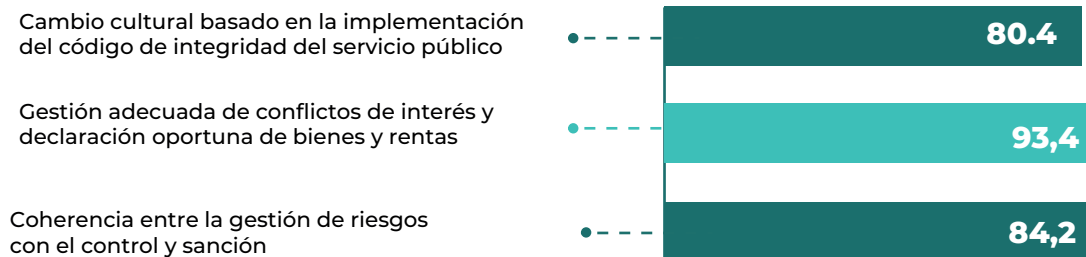 Cambio cultural basado en la implementación
del código de integridad del servicio público
80.4
Gestión adecuada de conflictos de interés y
declaración oportuna de bienes y rentas
93,4
Coherencia entre la gestión de riesgos
con el control y sanción
84,2